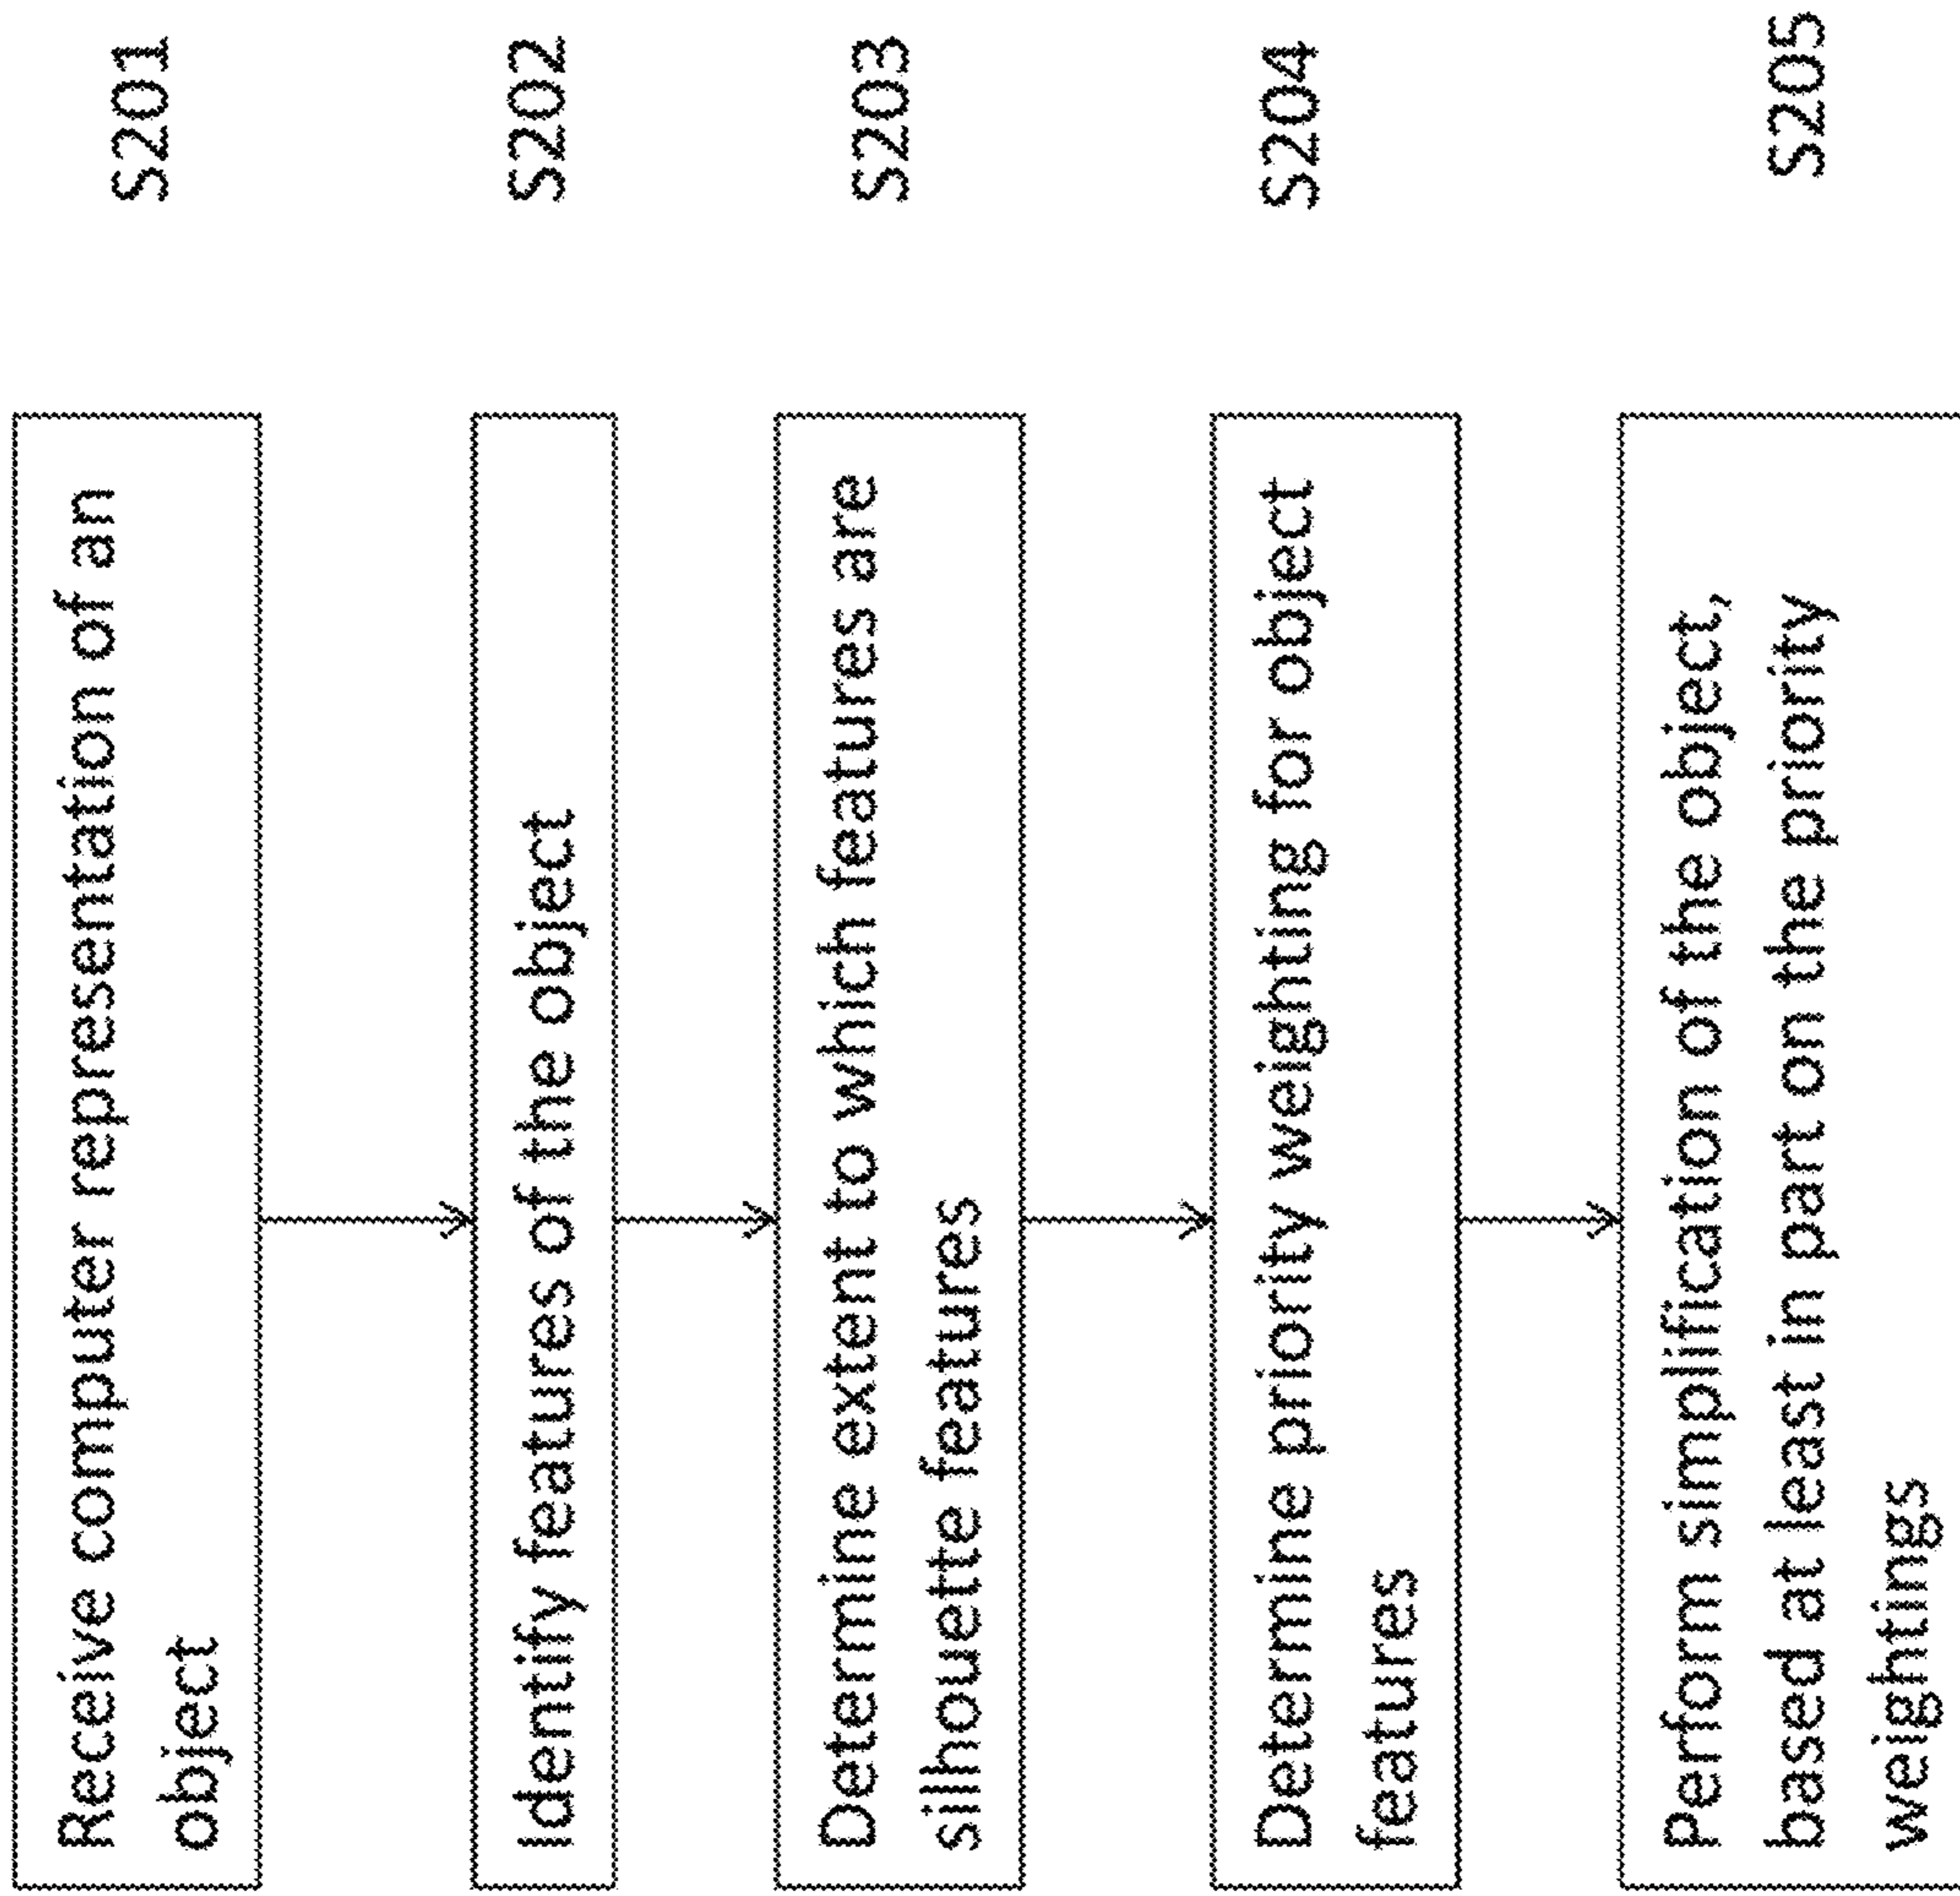 Receive computer representation of an
object
S201
Identify features of the object
S202
Determine extent to which features are
silhouette features
S203
Determine priority weighting for object
features
S204
Perform simplification of the object,
based at least in part on the priority
weightings
S205